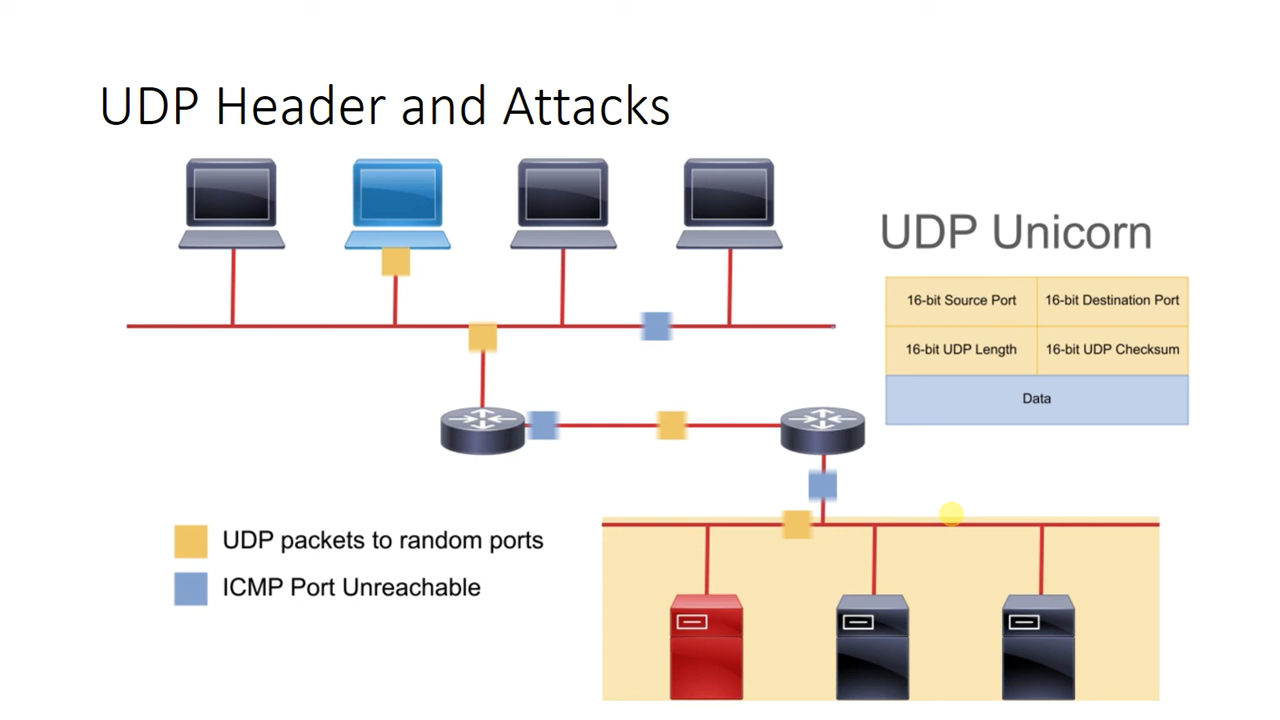 UDP Header and Attacks
UDP Unicorn
16-bit Source Port
16-bit Destination Port
16-bit UDP Length
16-bit UDP Checksum
Data
UDP packets to random ports
ICMP Port Unreachable